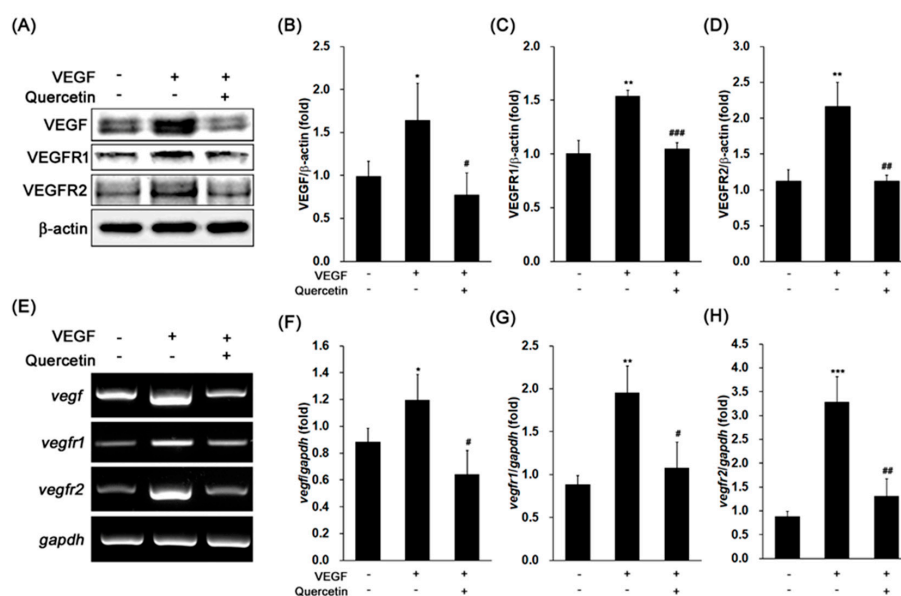 (A)
VEGF - + +
Quercetin - - +
VEGF
VEGFR1
VEGFR2
β-actin
(B)
VEGF/β-actin (fold)
2.5
2.0
1.5
1.0
0.5
0.0
*
#
VEGF - + +
Quercetin - - +
(C)
VEGFR1/β-actin (fold)
2.0
1.5
1.0
0.5
0.0
**
###
- + +
- - +
(D)
VEGFR2/β-actin (fold)
3.0
2.5
2.0
1.5
1.0
0.5
0.0
**
##
- + +
- - +
(E)
VEGF - + +
Quercetin - - +
vegf
vegfr1
vegfr2
gapdh
(F)
vegf/gapdh (fold)
1.6
1.4
1.2
1.0
0.8
0.6
0.4
0.2
0.0
*
#
VEGF - + +
Quercetin - - +
(G)
vegfr1/gapdh (fold)
2.5
2.0
1.5
1.0
0.5
0.0
**
#
- + +
- - +
(H)
vegfr2/gapdh (fold)
4.5
4.0
3.5
3.0
2.5
2.0
1.5
1.0
0.5
0.0
***
##
- + +
- - +